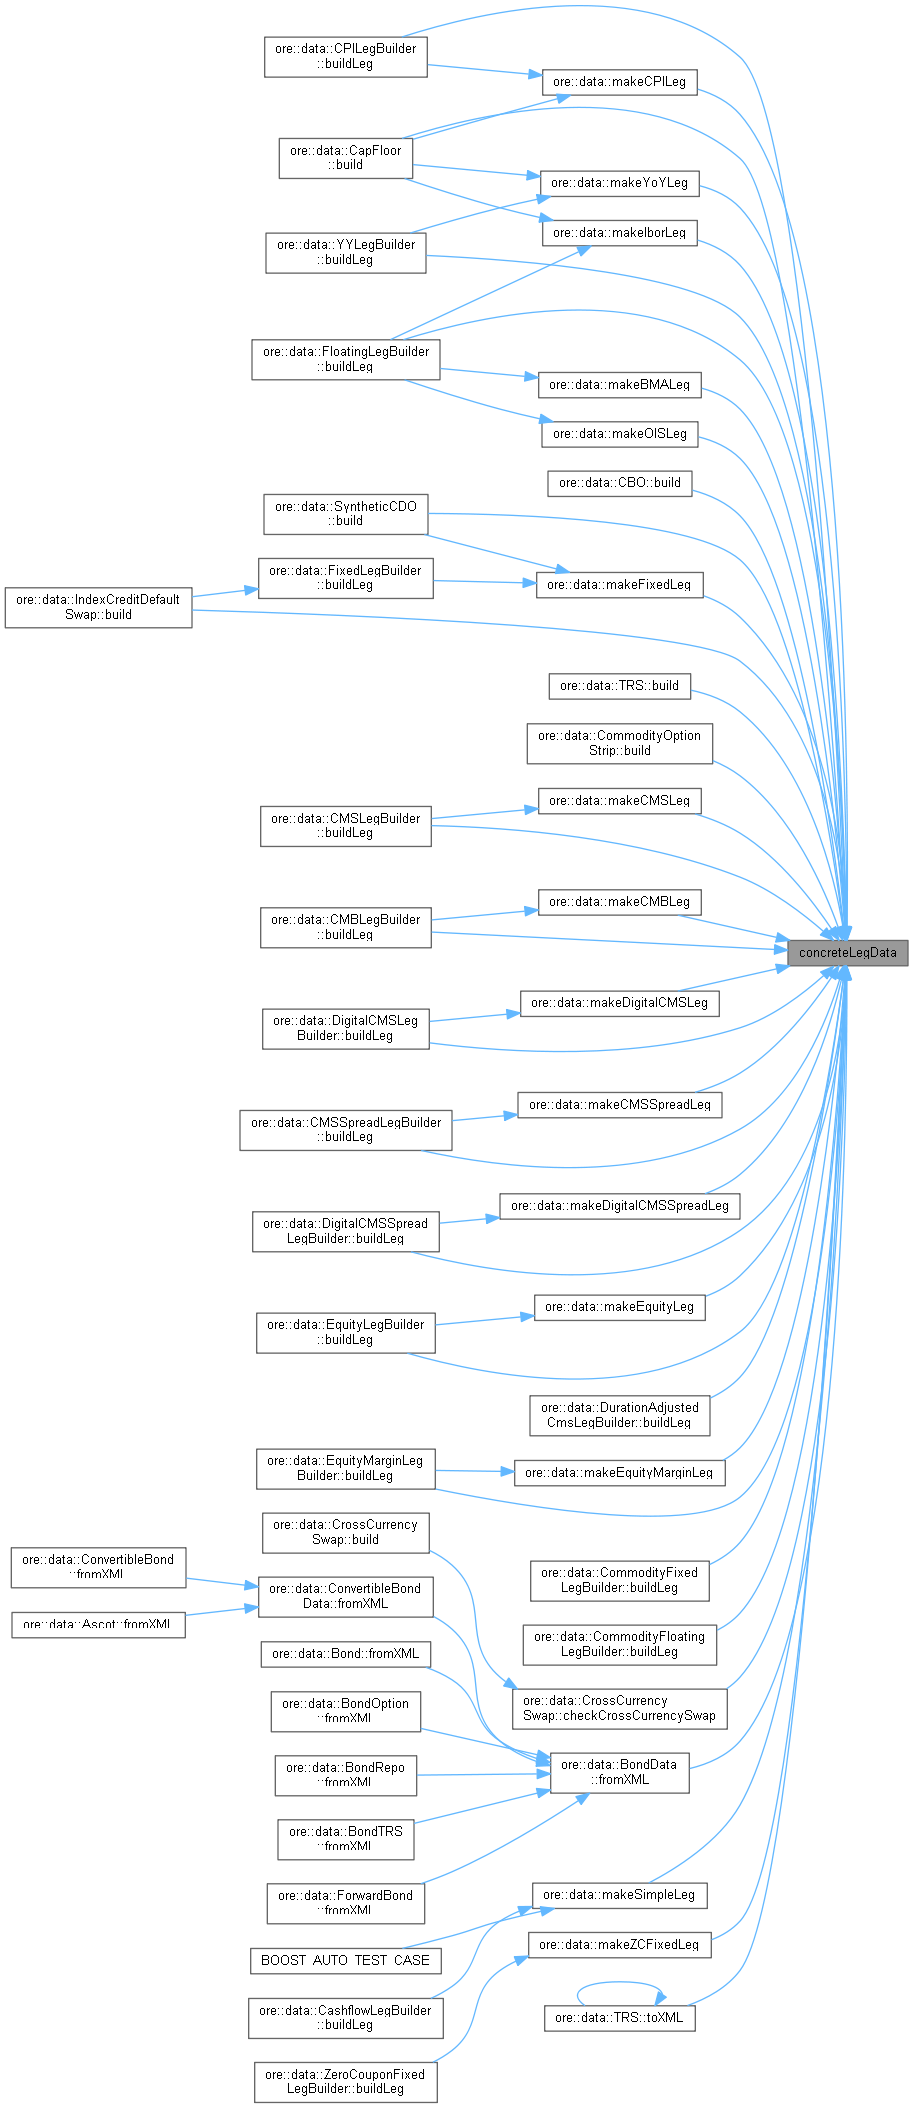 ore::data::CPILegBuilder
::buildLeg
ore::data::makeCPILeg
ore::data::CapFloor
::build
ore::data::makeYoYLeg
ore::data::makeIborLeg
ore::data::YYLegBuilder
::buildLeg
ore::data::FloatingLegBuilder
::buildLeg
ore::data::makeBMALeg
ore::data::makeOISLeg
ore::data::CBO::build
ore::data::SyntheticCDO
::build
ore::data::FixedLegBuilder
::buildLeg
ore::data::makeFixedLeg
ore::data::IndexCreditDefault
Swap::build
ore::data::TRS::build
ore::data::CommodityOption
Strip::build
ore::data::makeCMSLeg
ore::data::CMSLegBuilder
::buildLeg
ore::data::makeCMBLeg
ore::data::CMBLegBuilder
::buildLeg
concreteLegData
ore::data::makeDigitalCMSLeg
ore::data::DigitalCMSLeg
Builder::buildLeg
ore::data::makeCMSSpreadLeg
ore::data::CMSSpreadLegBuilder
::buildLeg
ore::data::makeDigitalCMSSpreadLeg
ore::data::DigitalCMSSpread
LegBuilder::buildLeg
ore::data::makeEquityLeg
ore::data::EquityLegBuilder
::buildLeg
ore::data::DurationAdjusted
CmsLegBuilder::buildLeg
ore::data::EquityMarginLeg
Builder::buildLeg
ore::data::makeEquityMarginLeg
ore::data::CrossCurrency
Swap::build
ore::data::ConvertibleBond
::fromXML
ore::data::CommodityFixed
LegBuilder::buildLeg
ore::data::ConvertibleBond
Data::fromXML
ore::data::Ascot::fromXML
ore::data::CommodityFloating
LegBuilder::buildLeg
ore::data::Bond::fromXML
ore::data::CrossCurrency
Swap::checkCrossCurrencySwap
ore::data::BondOption
::fromXML
ore::data::BondData
::fromXML
ore::data::BondRepo
::fromXML
ore::data::BondTRS
::fromXML
ore::data::ForwardBond
::fromXML
ore::data::makeSimpleLeg
ore::data::makeZCFixedLeg
BOOST_AUTO_TEST_CASE
ore::data::CashflowLegBuilder
::buildLeg
ore::data::TRS::toXML
ore::data::ZeroCouponFixed
LegBuilder::buildLeg